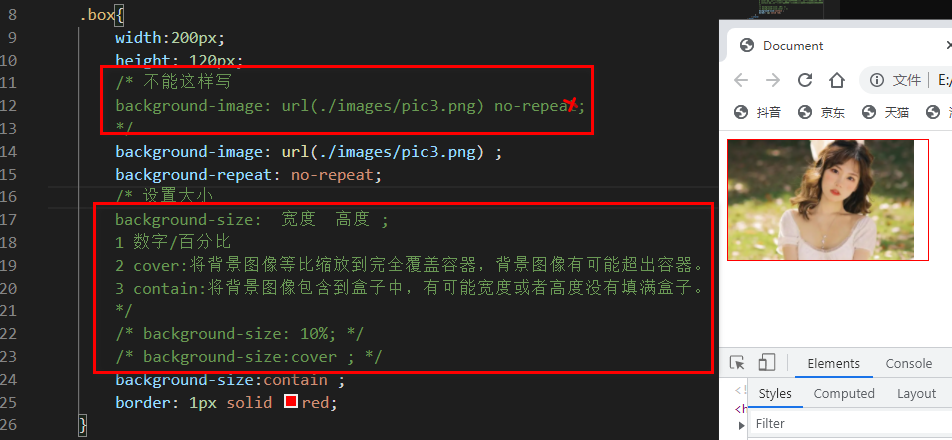 8 .box{
9 width:200px;
10 height: 120px;
11 /* 不能这样写
12 background-image: url(./images/pic3.png) no-repeat;
13 */
14 background-image: url(./images/pic3.png) ;
15 background-repeat: no-repeat;
16 /* 设置大小
17 background-size: 宽度 高度 ;
18 1 数字/百分比
19 2 cover:将背景图像等比缩放到完全覆盖容器，背景图像有可能超出容器。
20 3 contain:将背景图像包含到盒子中，有可能宽度或者高度没有填满盒子。
21 */
22 /* background-size: 10%; */
23 /* background-size:cover ; */
24 background-size:contain ;
25 border: 1px solid red;
26 }
Document
文件 | E:/
抖音 京东 天猫
Elements Console
Styles Computed Layout
Filter